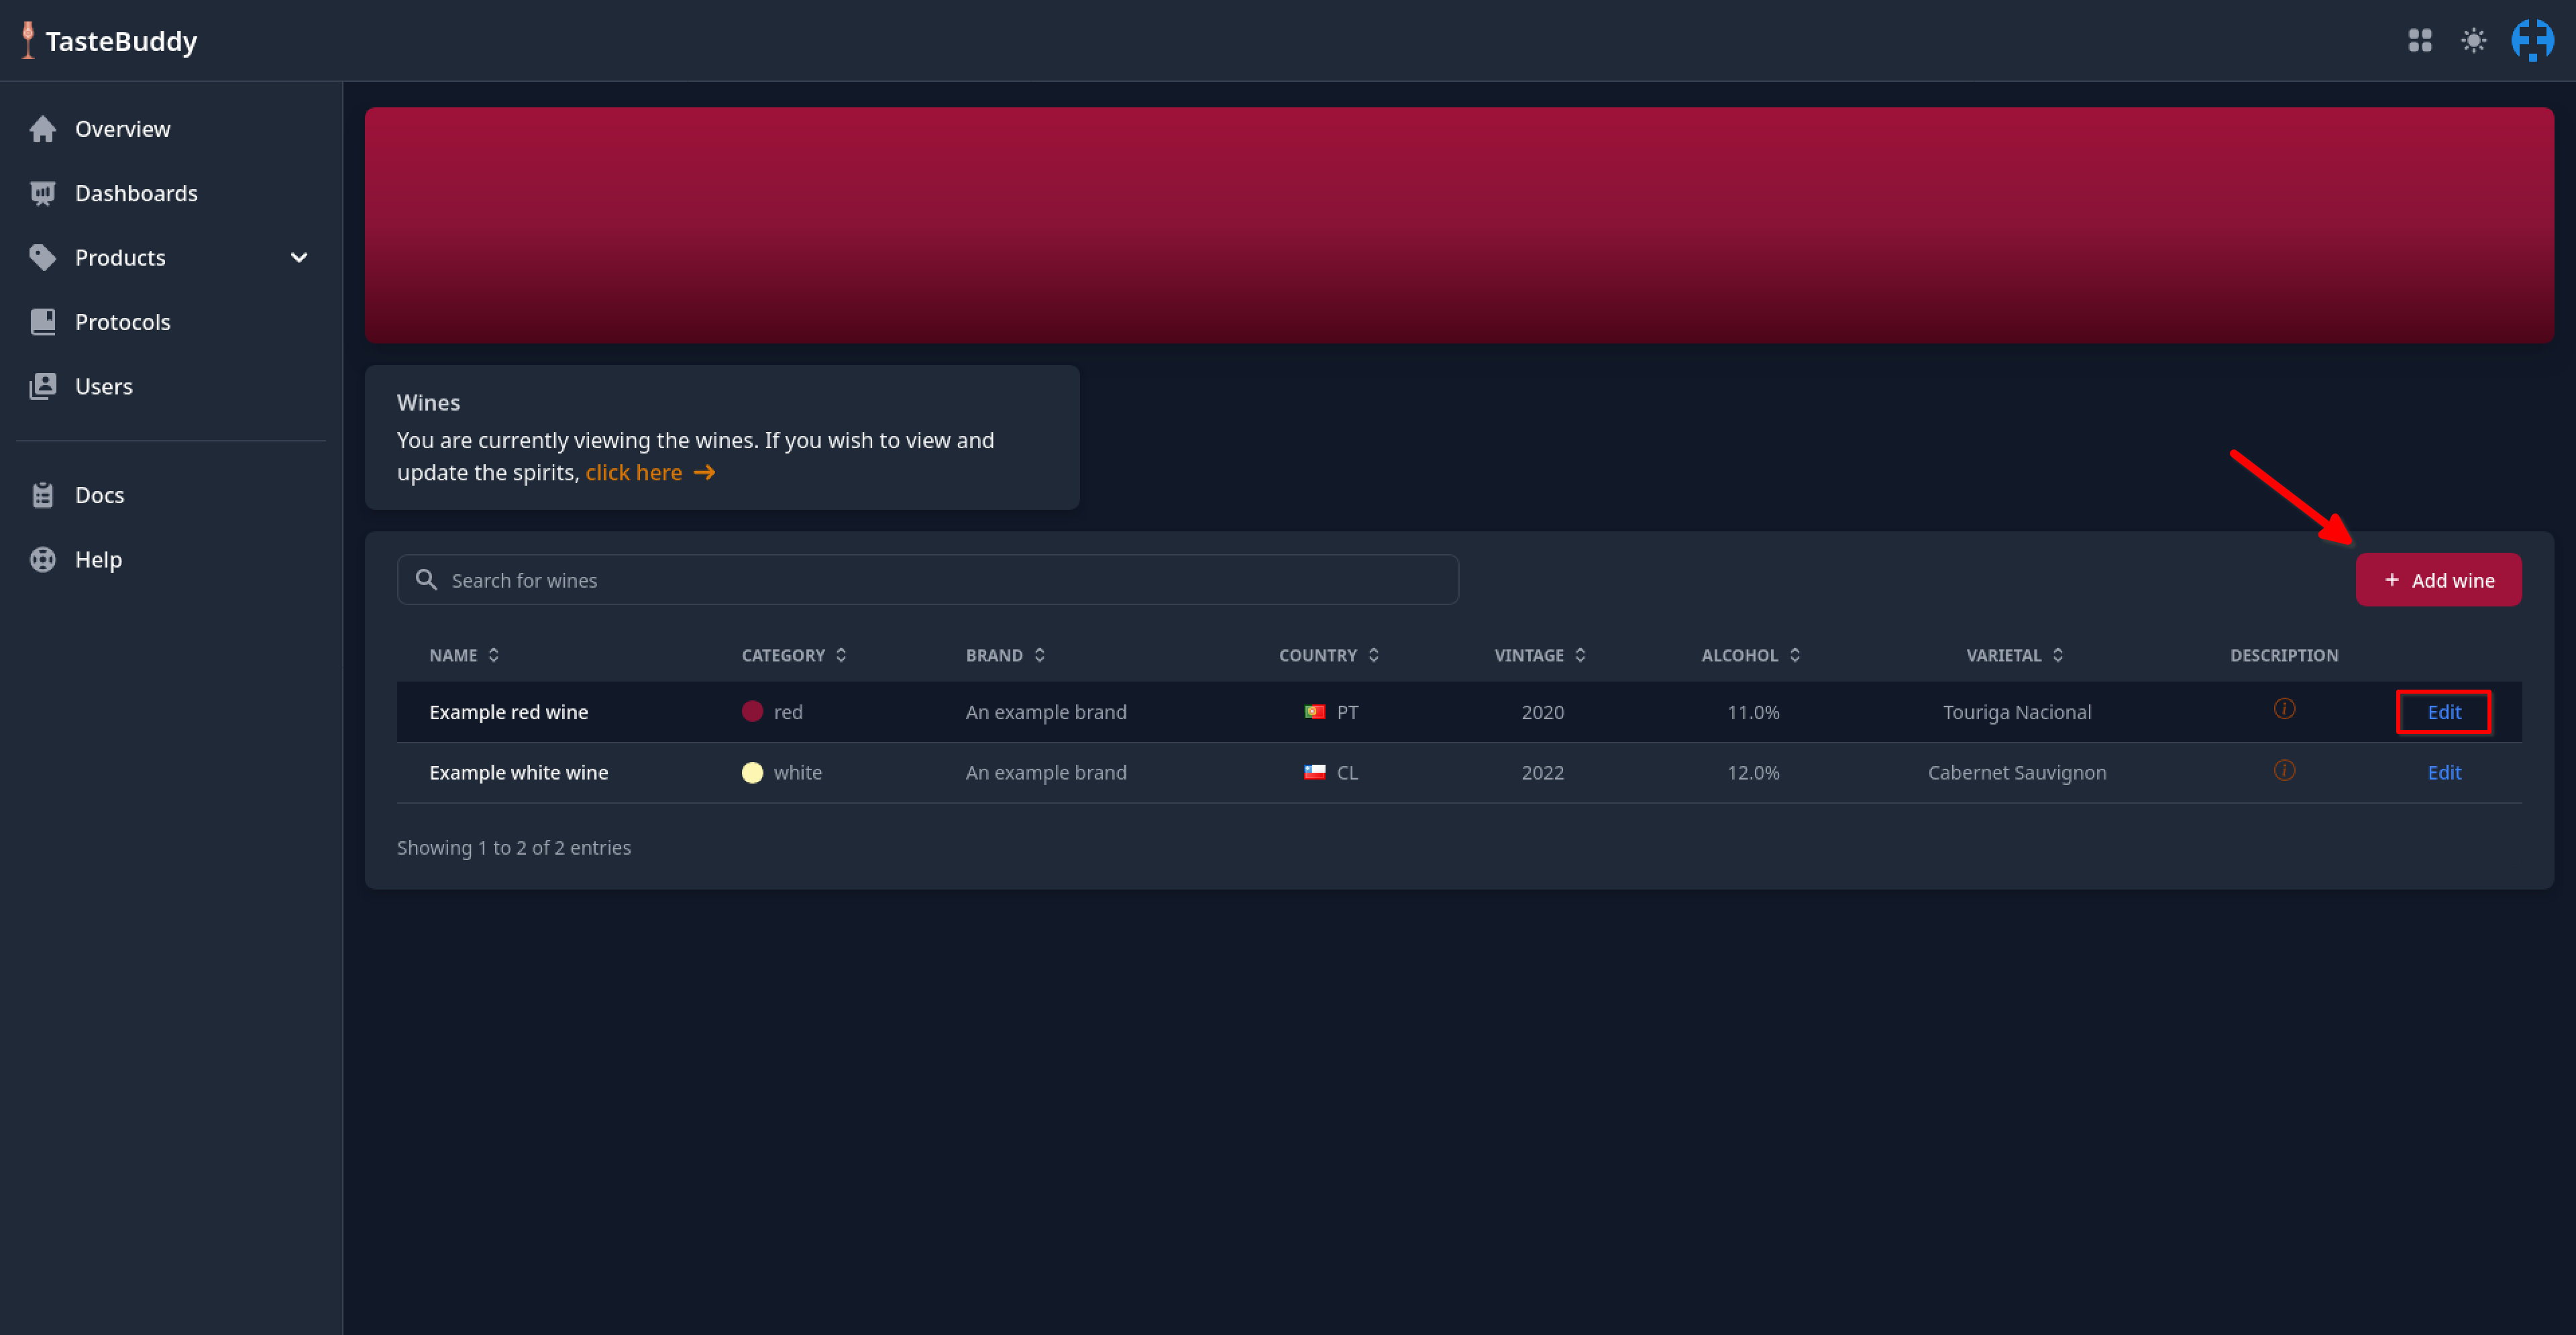 TasteBuddy
Overview
Dashboards
Products
Protocols
Users
Docs
Help
Wines
You are currently viewing the wines. If you wish to view and
update the spirits, click here →
Search for wines
+ Add wine
NAME CATEGORY BRAND COUNTRY VINTAGE ALCOHOL VARIETAL DESCRIPTION
Example red wine red An example brand PT 2020 11.0% Touriga Nacional Edit
Example white wine white An example brand CL 2022 12.0% Cabernet Sauvignon Edit
Showing 1 to 2 of 2 entries